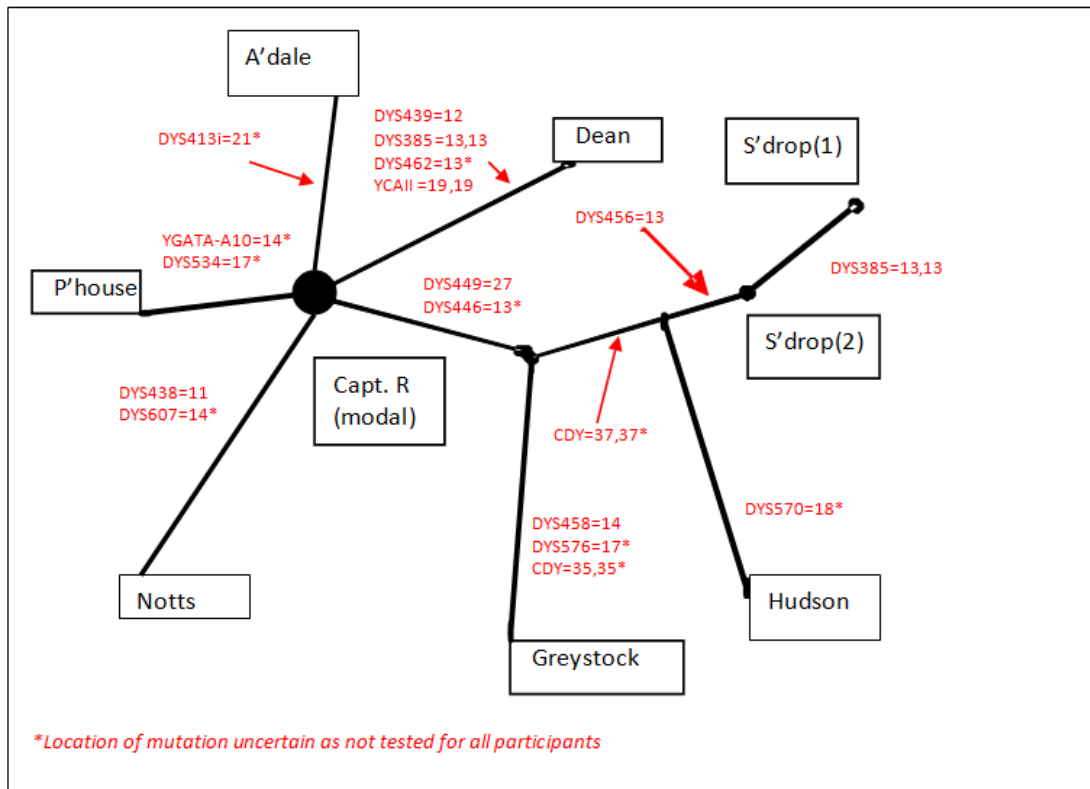 A'dale
DYS439=12
DYS385=13,13
DYS462=13*
YCAII =19,19
Dean
S'drop(1)
DYS413i=21*
DYS456=13
YGATA-A10=14*
DYS534=17*
P'house
DYS449=27
DYS446=13*
DYS385=13,13
S'drop(2)
DYS438=11
DYS607=14*
Capt. R
(modal)
CDY=37,37*
DYS458=14
DYS576=17*
CDY=35,35*
DYS570=18*
Notts
Hudson
Greystock
*Location of mutation uncertain as not tested for all participants